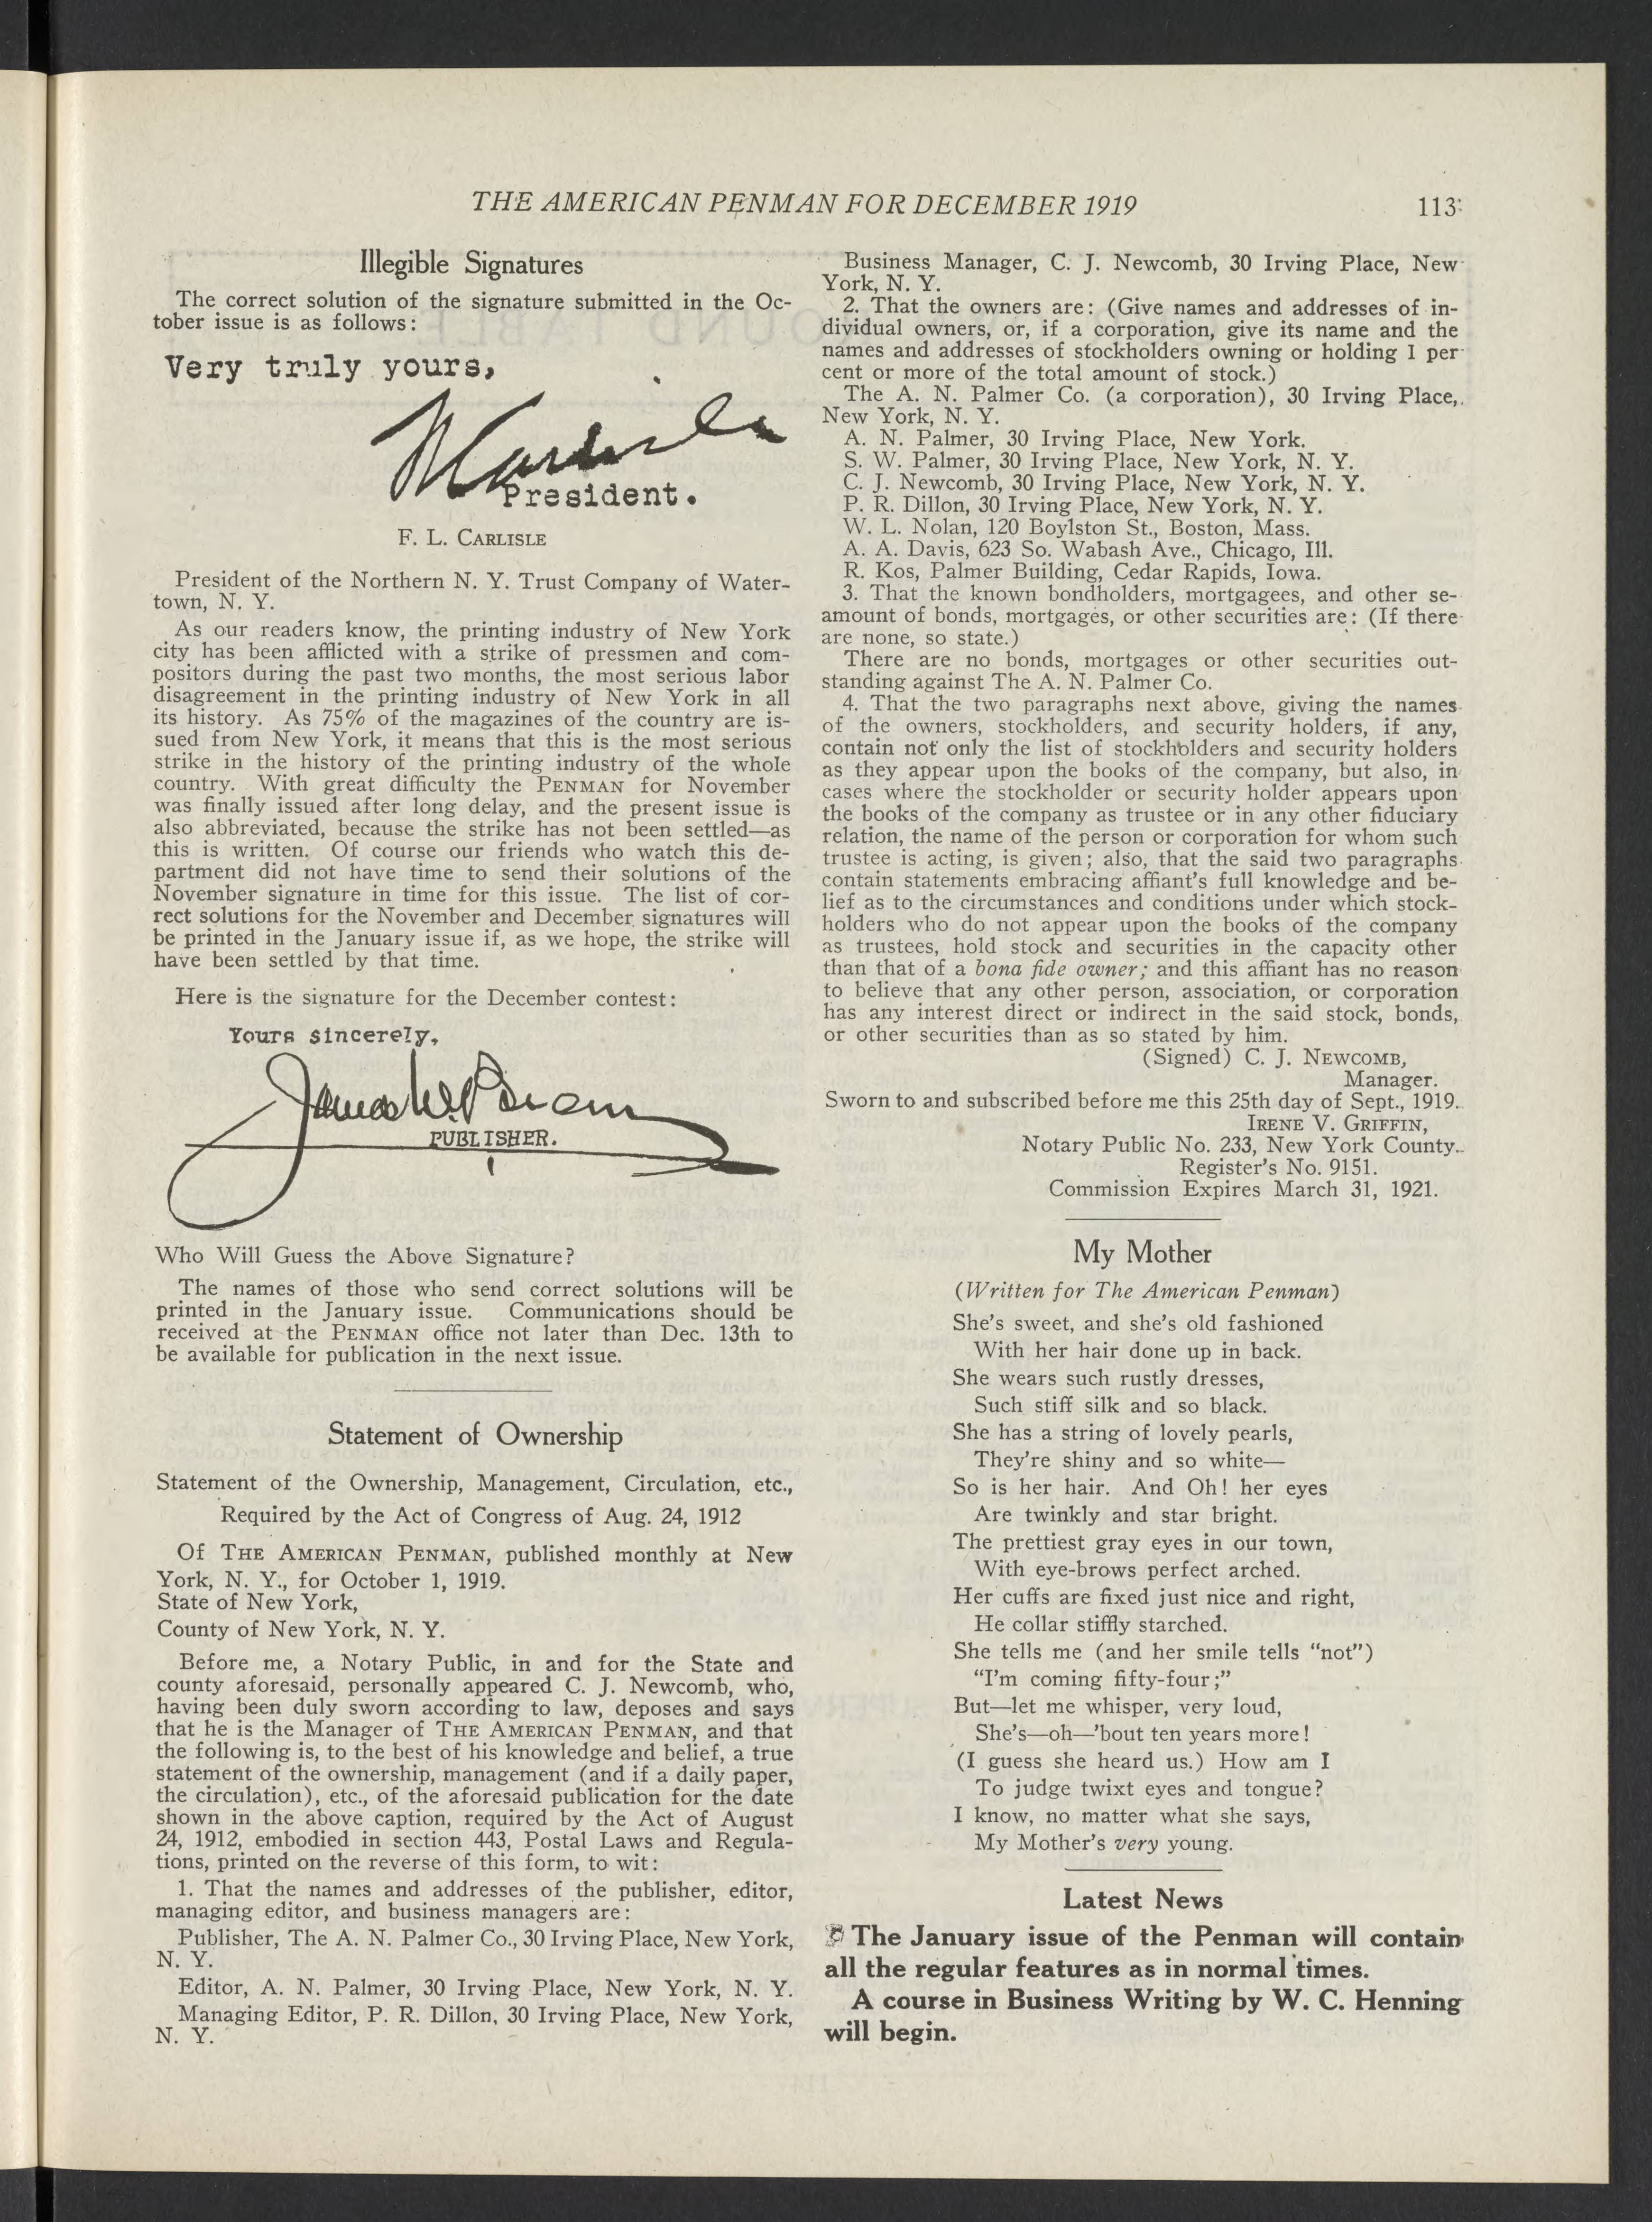 THE AMERICAN PENMAN FOR DECEMBER 1919
113
Illegible Signatures
The correct solution of the signature submitted in the Oc-
tober issue is as follows:
Very truly yours,
President.
F. L. CARLISLE
President of the Northern N. Y. Trust Company of Water-
town, N. Y.
As our readers know, the printing industry of New York
city has been afflicted with a strike of pressmen and com-
positors during the past two months, the most serious labor
disagreement in the printing industry of New York in all
its history. As 75% of the magazines of the country are is-
sued from New York, it means that this is the most serious
strike in the history of the printing industry of the whole
country. With great difficulty the PENMAN for November
was finally issued after long delay, and the present issue is
also abbreviated, because the strike has not been settled—as
this is written. Of course our friends who watch this de-
partment did not have time to send their solutions of the
November signature in time for this issue. The list of cor-
rect solutions for the November and December signatures will
be printed in the January issue if, as we hope, the strike will
have been settled by that time.
Here is the signature for the December contest:
Yours sincerely,
PUBLISHER.
Who Will Guess the Above Signature?
The names of those who send correct solutions will be
printed in the January issue. Communications should be
received at the PENMAN office not later than Dec. 13th to
be available for publication in the next issue.
Statement of Ownership
Statement of the Ownership, Management, Circulation, etc.,
Required by the Act of Congress of Aug. 24, 1912
Of THE AMERICAN PENMAN, published monthly at New
York, N. Y., for October 1, 1919.
State of New York,
County of New York, N. Y.
Before me, a Notary Public, in and for the State and
county aforesaid, personally appeared C. J. Newcomb, who,
having been duly sworn according to law, deposes and says
that he is the Manager of THE AMERICAN PENMAN, and that
the following is, to the best of his knowledge and belief, a true
statement of the ownership, management (and if a daily paper,
the circulation), etc., of the aforesaid publication for the date
shown in the above caption, required by the Act of August
24, 1912, embodied in section 443, Postal Laws and Regula-
tions, printed on the reverse of this form, to wit:
1. That the names and addresses of the publisher, editor,
managing editor, and business managers are:
Publisher, The A. N. Palmer Co., 30 Irving Place, New York,
N. Y.
Editor, A. N. Palmer, 30 Irving Place, New York, N. Y.
Managing Editor, P. R. Dillon, 30 Irving Place, New York,
N. Y.
Business Manager, C. J. Newcomb, 30 Irving Place, New
York, N. Y.
2. That the owners are: (Give names and addresses of in-
dividual owners, or, if a corporation, give its name and the
names and addresses of stockholders owning or holding 1 per
cent or more of the total amount of stock.)
The A. N. Palmer Co. (a corporation), 30 Irving Place,
New York, N. Y.
A. N. Palmer, 30 Irving Place, New York.
S. W. Palmer, 30 Irving Place, New York, N. Y.
C. J. Newcomb, 30 Irving Place, New York, N. Y.
P. R. Dillon, 30 Irving Place, New York, N. Y.
W. L. Nolan, 120 Boylston St., Boston, Mass.
A. A. Davis, 623 So. Wabash Ave., Chicago, Ill.
R. Kos, Palmer Building, Cedar Rapids, Iowa.
3. That the known bondholders, mortgagees, and other se-
amount of bonds, mortgages, or other securities are: (If there
are none, so state.)
There are no bonds, mortgages or other securities out-
standing against The A. N. Palmer Co.
4. That the two paragraphs next above, giving the names
of the owners, stockholders, and security holders, if any,
contain not only the list of stockholders and security holders
as they appear upon the books of the company, but also, in
cases where the stockholder or security holder appears upon
the books of the company as trustee or in any other fiduciary
relation, the name of the person or corporation for whom such
trustee is acting, is given; also, that the said two paragraphs
contain statements embracing affiant's full knowledge and be-
lief as to the circumstances and conditions under which stock-
holders who do not appear upon the books of the company
as trustees, hold stock and securities in the capacity other
than that of a bona fide owner; and this affiant has no reason
to believe that any other person, association, or corporation
has any interest direct or indirect in the said stock, bonds,
or other securities than as so stated by him.
(Signed) C. J. NEWCOMB,
Manager.
Sworn to and subscribed before me this 25th day of Sept., 1919.
IRENE V. GRIFFIN,
Notary Public No. 233, New York County.
Register's No. 9151.
Commission Expires March 31, 1921.
My Mother
(Written for The American Penman)
She's sweet, and she's old fashioned
With her hair done up in back.
She wears such rustly dresses,
Such stiff silk and so black.
She has a string of lovely pearls,
They're shiny and so white—
So is her hair. And Oh! her eyes
Are twinkly and star bright.
The prettiest gray eyes in our town,
With eye-brows perfect arched.
Her cuffs are fixed just nice and right,
He collar stiffly starched.
She tells me (and her smile tells "not")
"I'm coming fifty-four;"
But—let me whisper, very loud,
She's—oh—'bout ten years more!
(I guess she heard us.) How am I
To judge twixt eyes and tongue?
I know, no matter what she says,
My Mother's very young.
Latest News
The January issue of the Penman will contain
all the regular features as in normal times.
A course in Business Writing by W. C. Henning
will begin.